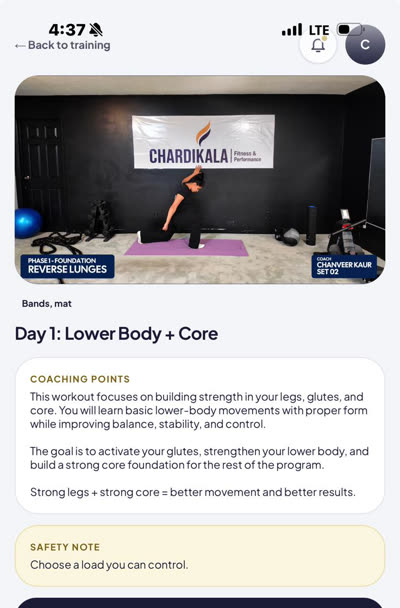 4:37
LTE
← Back to training
C
CHARDIKALA
Fitness &
Performance
PHASE 1 - FOUNDATION
REVERSE LUNGES
COACH
CHANVEER KAUR
SET 02
Bands, mat
Day 1: Lower Body + Core
COACHING POINTS
This workout focuses on building strength in your legs, glutes, and
core. You will learn basic lower-body movements with proper form
while improving balance, stability, and control.
The goal is to activate your glutes, strengthen your lower body, and
build a strong core foundation for the rest of the program.
Strong legs + strong core = better movement and better results.
SAFETY NOTE
Choose a load you can control.